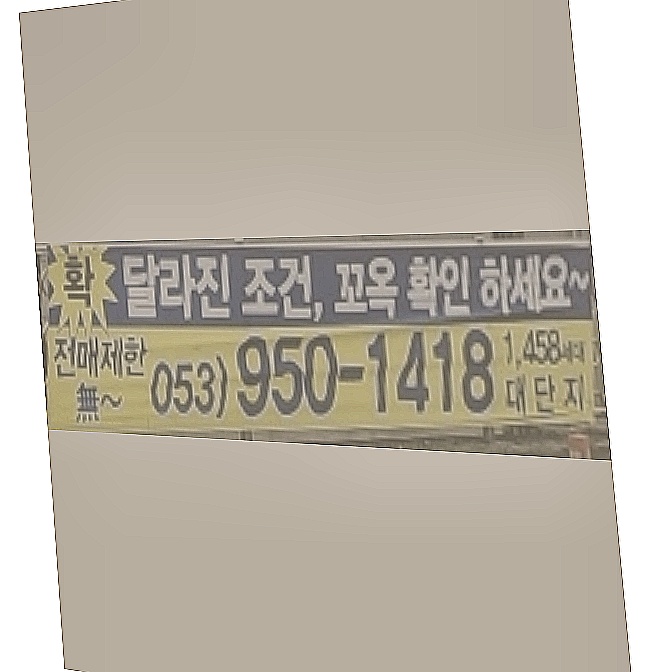 확 달라진 조건, 꼬옥 확인 하세요~
전매제한 053)950-1418 1,458세대
無~ 대단지